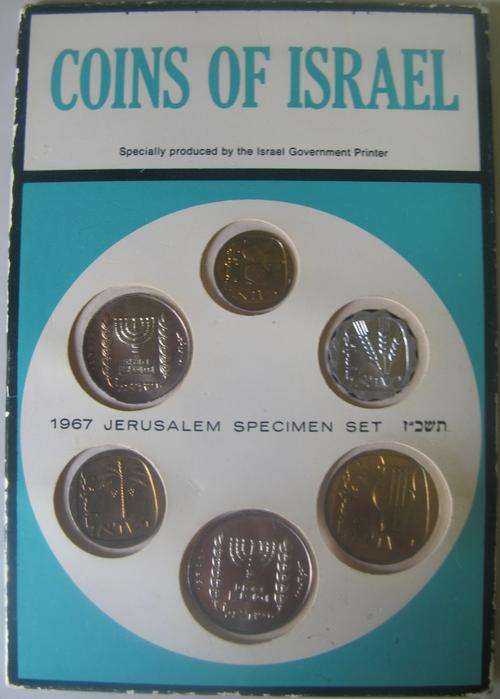 COINS OF ISRAEL
Specially produced by the Israel Government Printer
1967 JERUSALEM SPECIMEN SET תשכ"ז